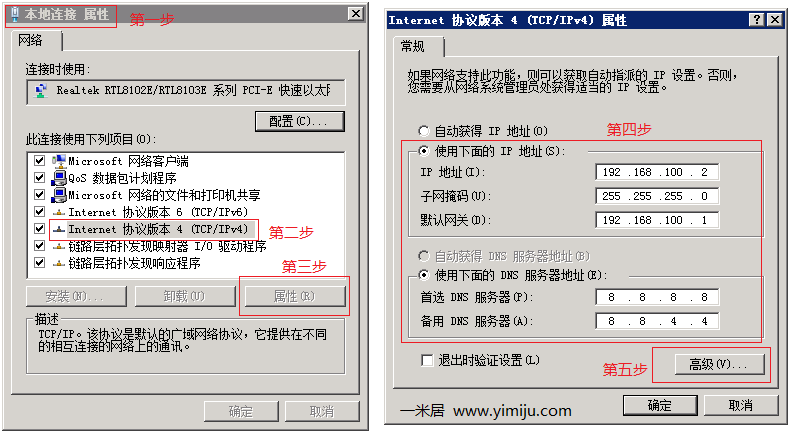 本地连接 属性
第一步
网络
连接时使用:
Realtek RTL8102E/RTL8103E 系列 PCI-E 快速以太
配置(C)...
此连接使用下列项目(O):
Microsoft 网络客户端
QoS 数据包计划程序
Microsoft 网络的文件和打印机共享
Internet 协议版本 6 (TCP/IPv6)
Internet 协议版本 4 (TCP/IPv4)
第二步
链路层拓扑发现映射器 I/O 驱动程序
链路层拓扑发现响应程序
第三步
安装(N)...
卸载(U)
属性(R)
描述
TCP/IP。该协议是默认的广域网络协议，它提供在不同
的相互连接的网络上的通讯。
确定
取消
Internet 协议版本 4 (TCP/IPv4) 属性
常规
如果网络支持此功能，则可以获取自动指派的 IP 设置。否则，
您需要从网络系统管理员处获得适当的 IP 设置。
自动获得 IP 地址(O)
第四步
使用下面的 IP 地址(S):
IP 地址(I):
192 .168 .100 . 2
子网掩码(U):
255 .255 .255 . 0
默认网关(D):
192 .168 .100 . 1
自动获得 DNS 服务器地址(B)
使用下面的 DNS 服务器地址(E):
首选 DNS 服务器(P):
8 . 8 . 8 . 8
备用 DNS 服务器(A):
8 . 8 . 4 . 4
退出时验证设置(L)
第五步
高级(V)...
一米居 www.yimiju.com
确定
取消